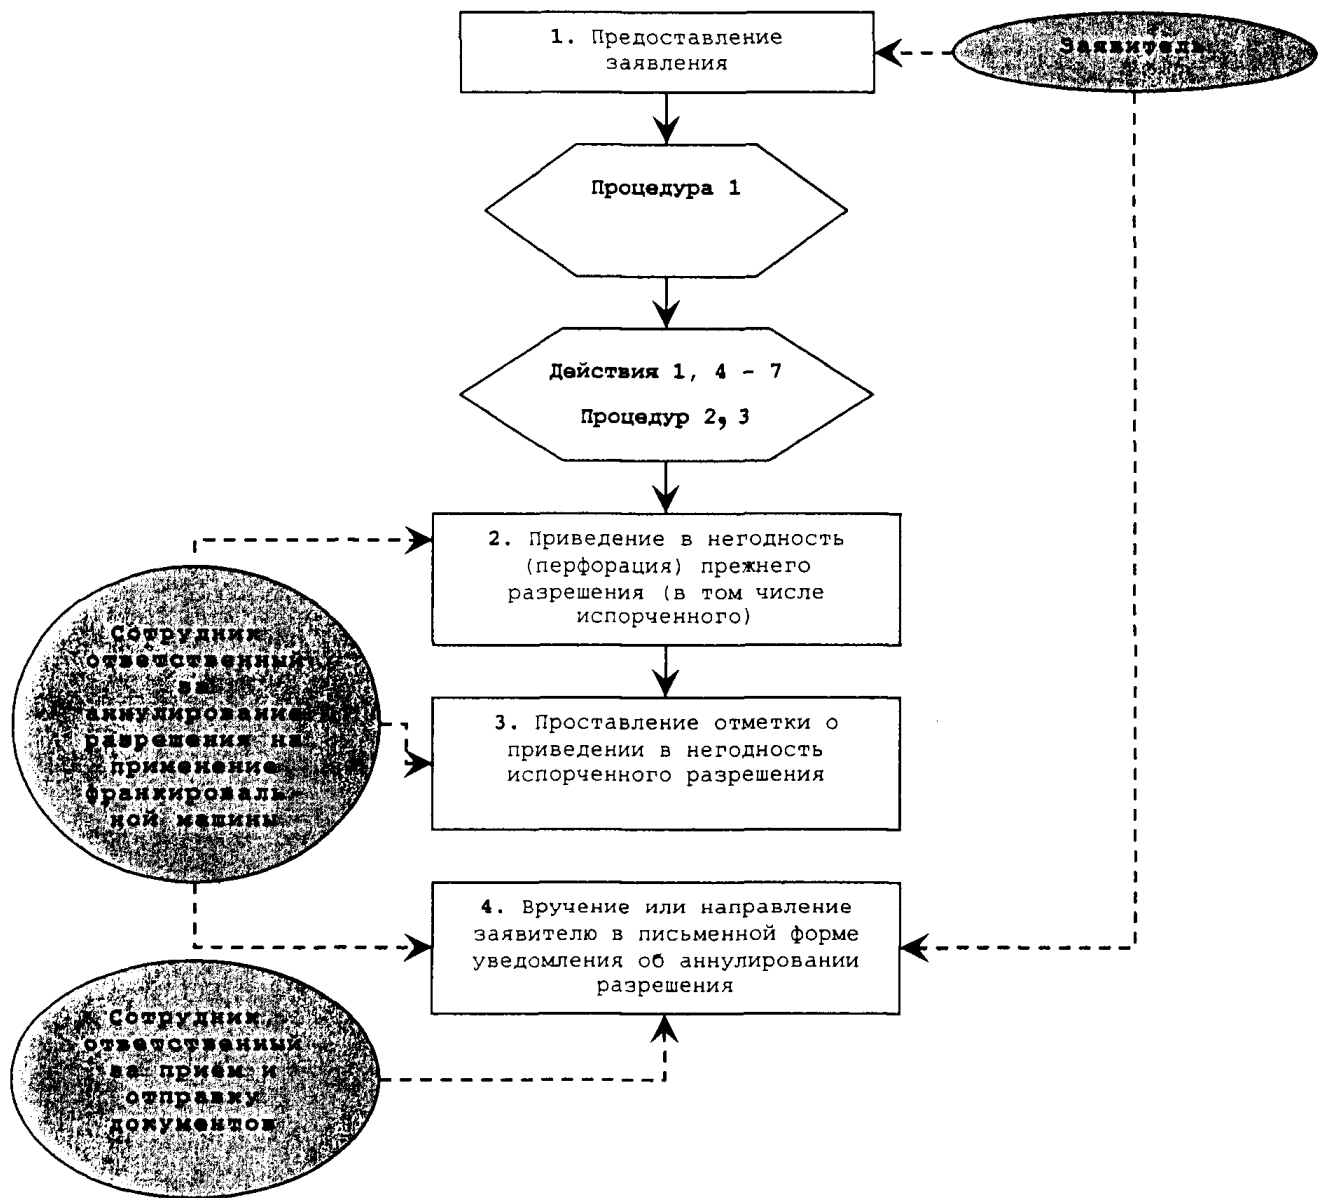 1. Предоставление
заявления
Заявитель
Процедура 1
Действия 1, 4 - 7
Процедур 2, 3
2. Приведение в негодность
(перфорация) прежнего
разрешения (в том числе
испорченного)
Сотрудник
ответственный
за
аннулирование
разрешения на
применение
франкироваль-
ной машины
3. Проставление отметки о
приведении в негодность
испорченного разрешения
4. Вручение или направление
заявителю в письменной форме
уведомления об аннулировании
разрешения
Сотрудник,
ответственный
за приём и
отправку
документов